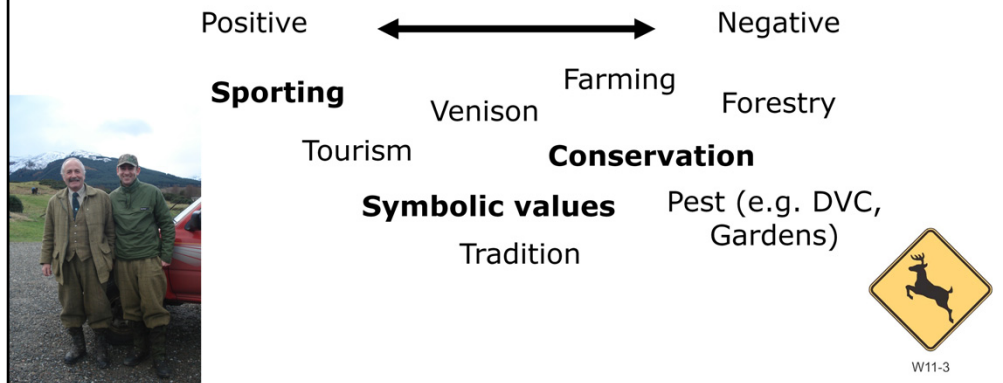 Positive
Negative
Farming
Sporting
Forestry
Venison
Tourism
Conservation
Symbolic values
Pest (e.g. DVC,
Gardens)
Tradition
W11-3